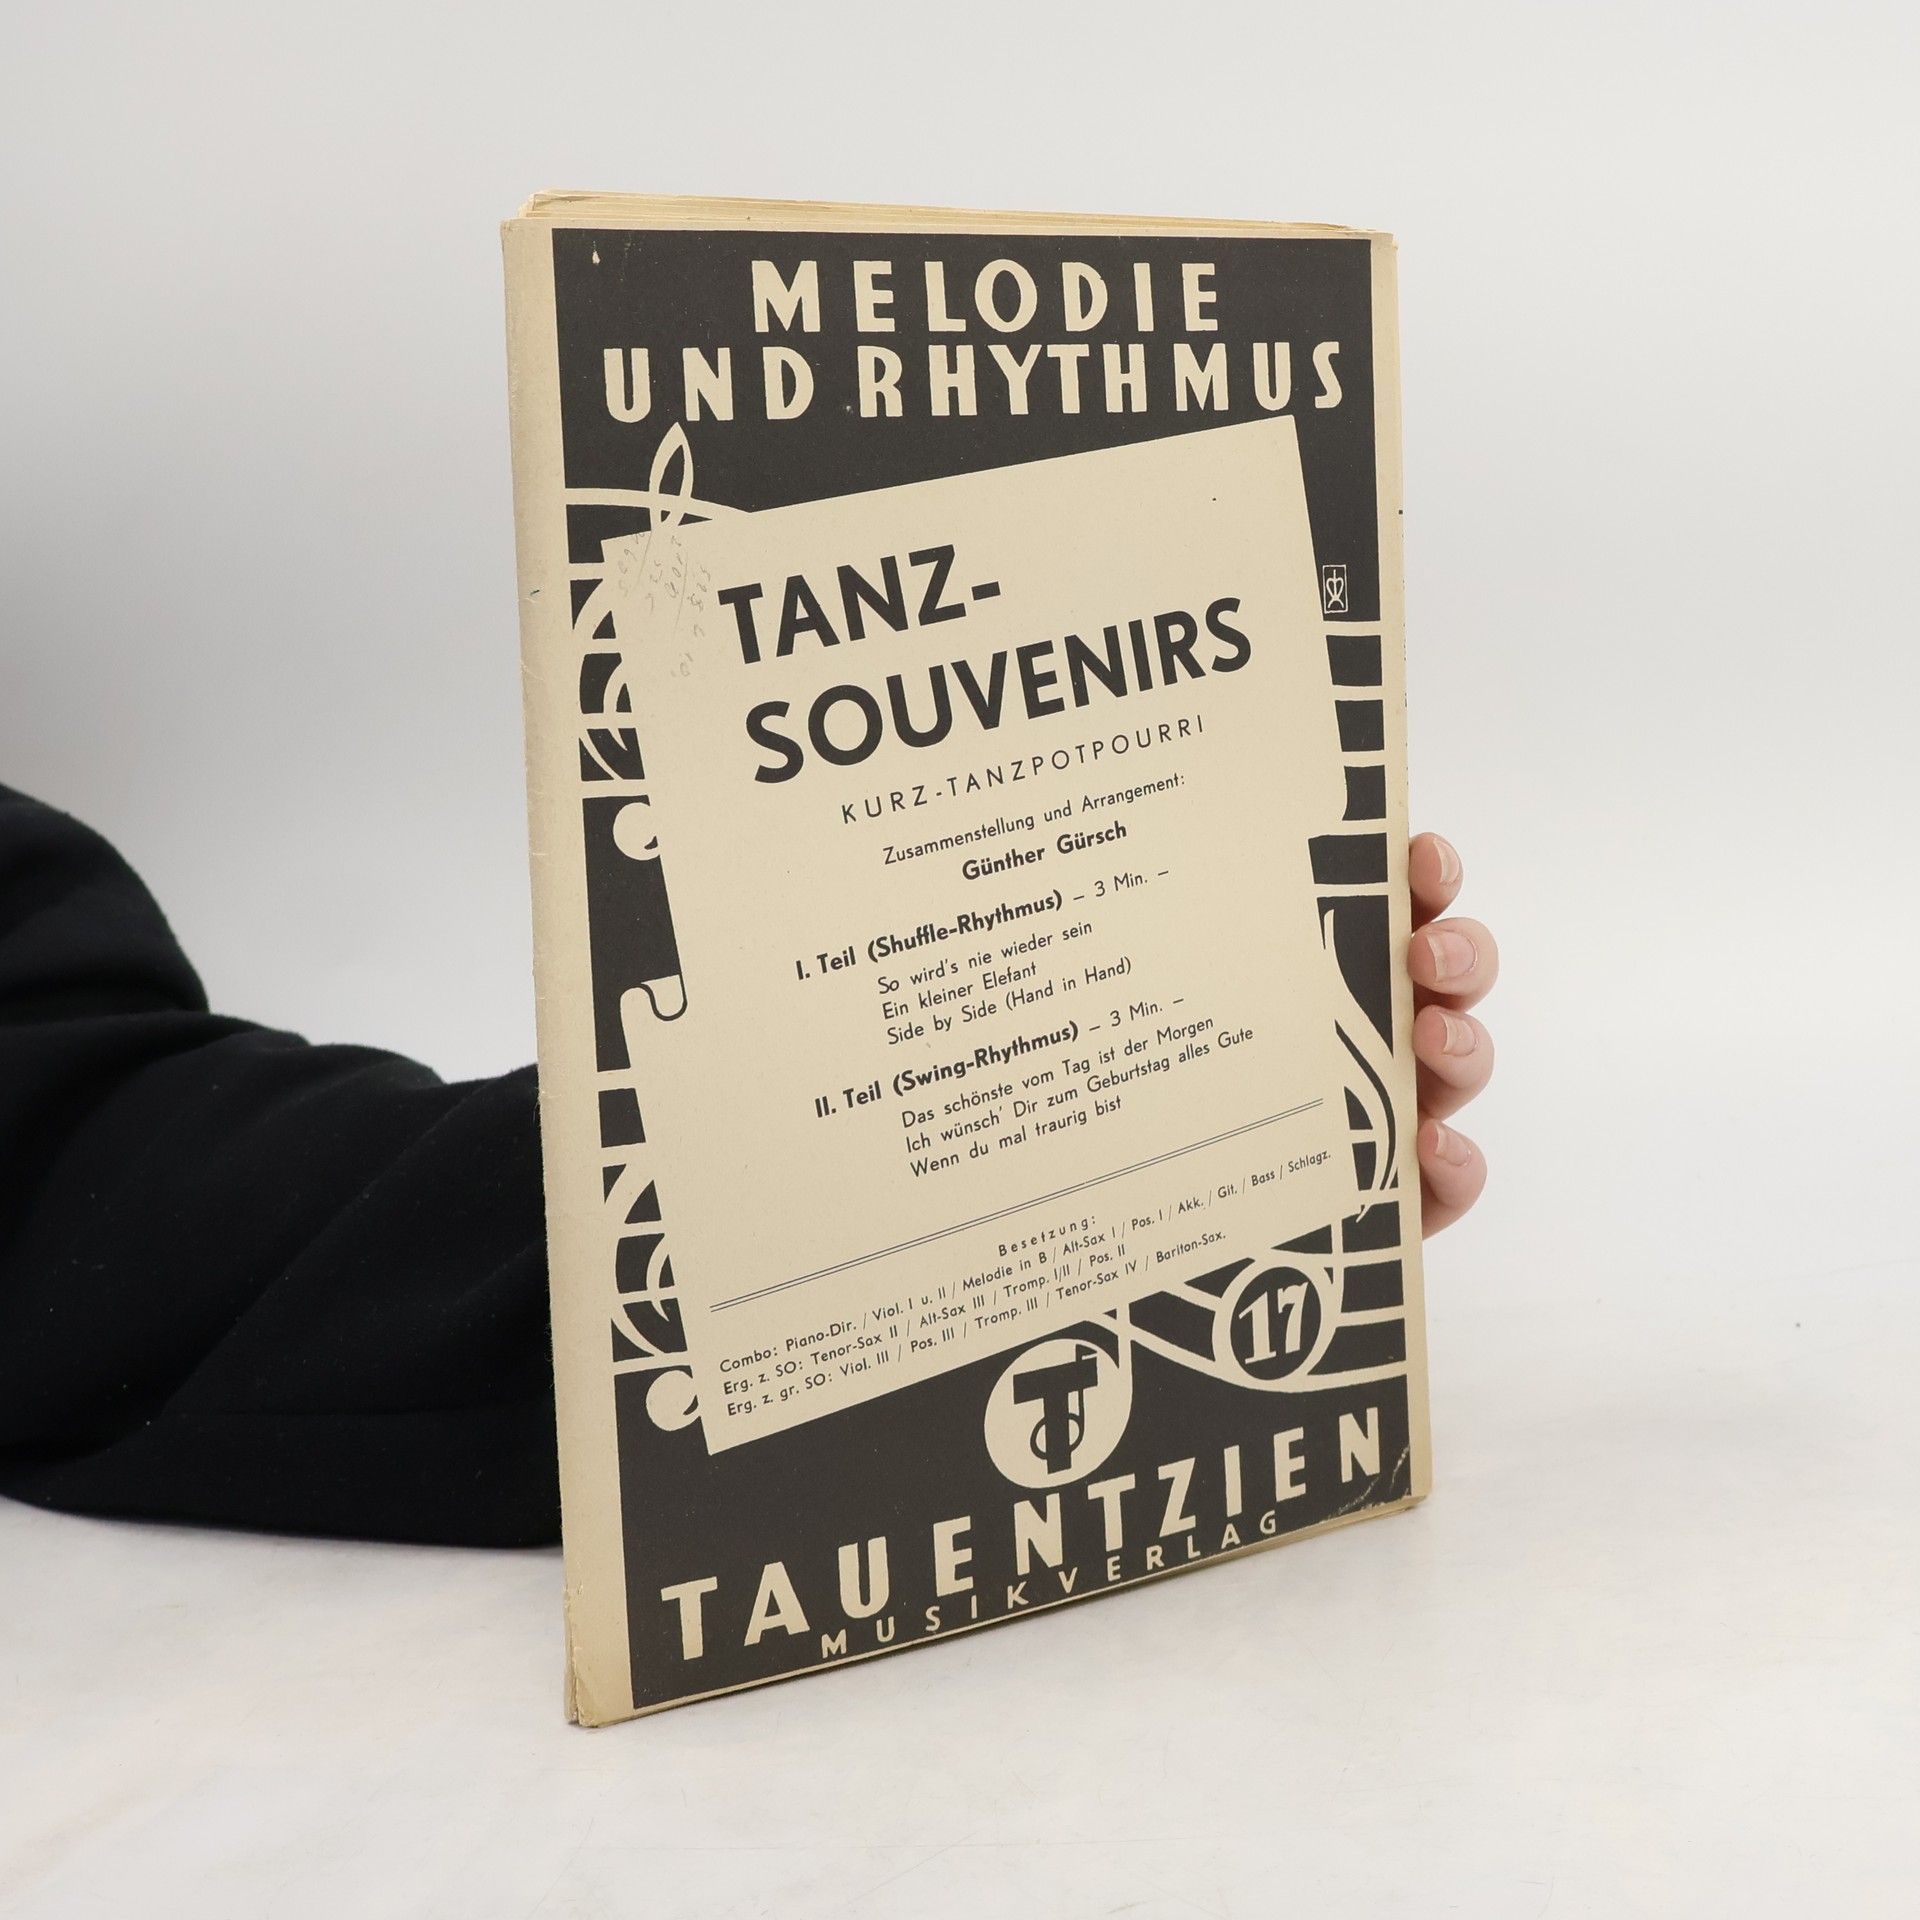 MELODIE
UND RHYTHMUS
TANZ-
SOUVENIRS
KURZ-TANZPOTPOURRI
Zusammenstellung und Arrangement:
Günther Gürsch
I. Teil (Shuffle-Rhythmus) – 3 Min. –
So wird's nie wieder sein
Ein kleiner Elefant
Side by Side (Hand in Hand)
II. Teil (Swing-Rhythmus) – 3 Min. –
Das schönste vom Tag ist der Morgen
Ich wünsch' Dir zum Geburtstag alles Gute
Wenn du mal traurig bist
Besetzung:
Combo: Piano-Dir. / Viol. I u. II / Melodie in B / Alt-Sax I / Pos. I / Akk. / Git. / Bass / Schlagz.
Erg. z. SO: Tenor-Sax II / Alt-Sax III / Tromp. I/II / Pos. II
Erg. z. gr. SO: Viol. III / Pos. III / Tromp. III / Tenor-Sax IV / Bariton-Sax.
17
T
TAUENTZIEN
MUSIKVERLAG